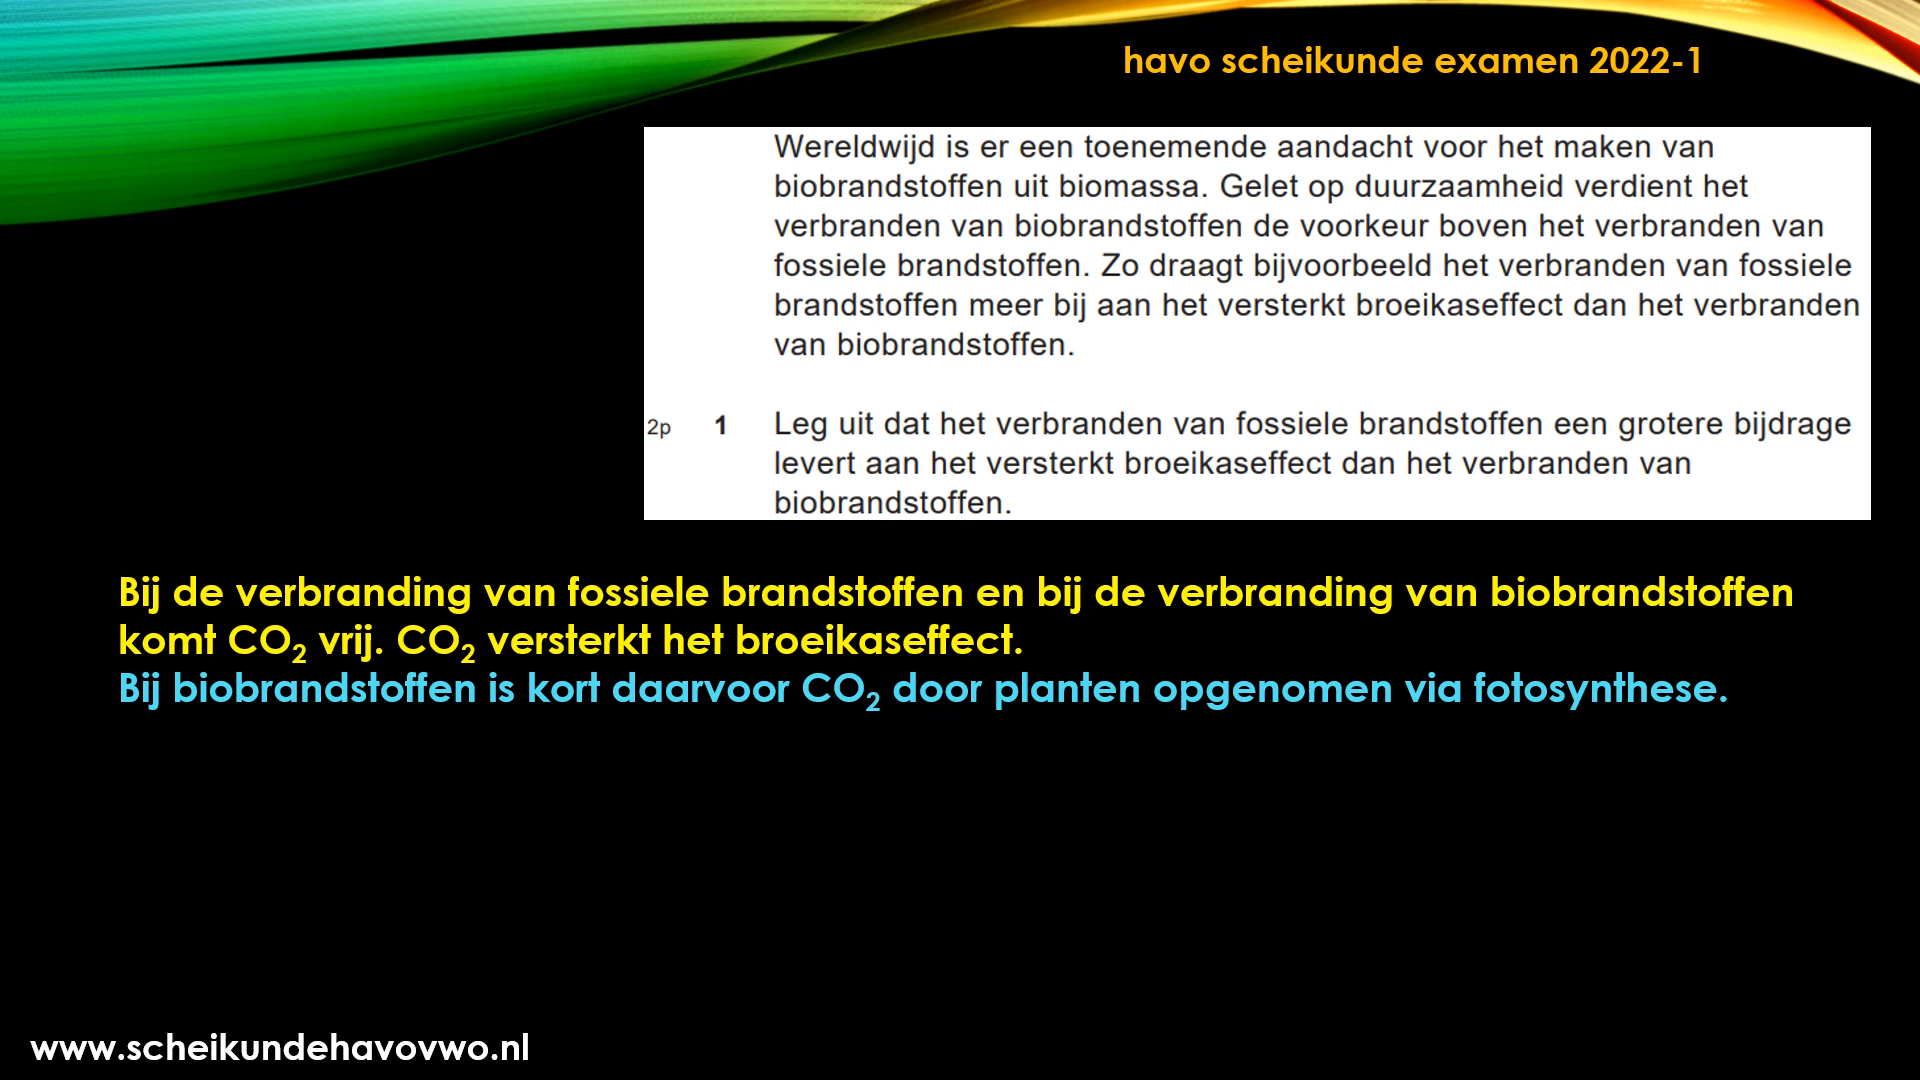 havo scheikunde examen 2022-1
Wereldwijd is er een toenemende aandacht voor het maken van
biobrandstoffen uit biomassa. Gelet op duurzaamheid verdient het
verbranden van biobrandstoffen de voorkeur boven het verbranden van
fossiele brandstoffen. Zo draagt bijvoorbeeld het verbranden van fossiele
brandstoffen meer bij aan het versterkt broeikaseffect dan het verbranden
van biobrandstoffen.
2p 1 Leg uit dat het verbranden van fossiele brandstoffen een grotere bijdrage
levert aan het versterkt broeikaseffect dan het verbranden van
biobrandstoffen.
Bij de verbranding van fossiele brandstoffen en bij de verbranding van biobrandstoffen
komt CO₂ vrij. CO₂ versterkt het broeikaseffect.
Bij biobrandstoffen is kort daarvoor CO₂ door planten opgenomen via fotosynthese.
www.scheikundehavovwo.nl